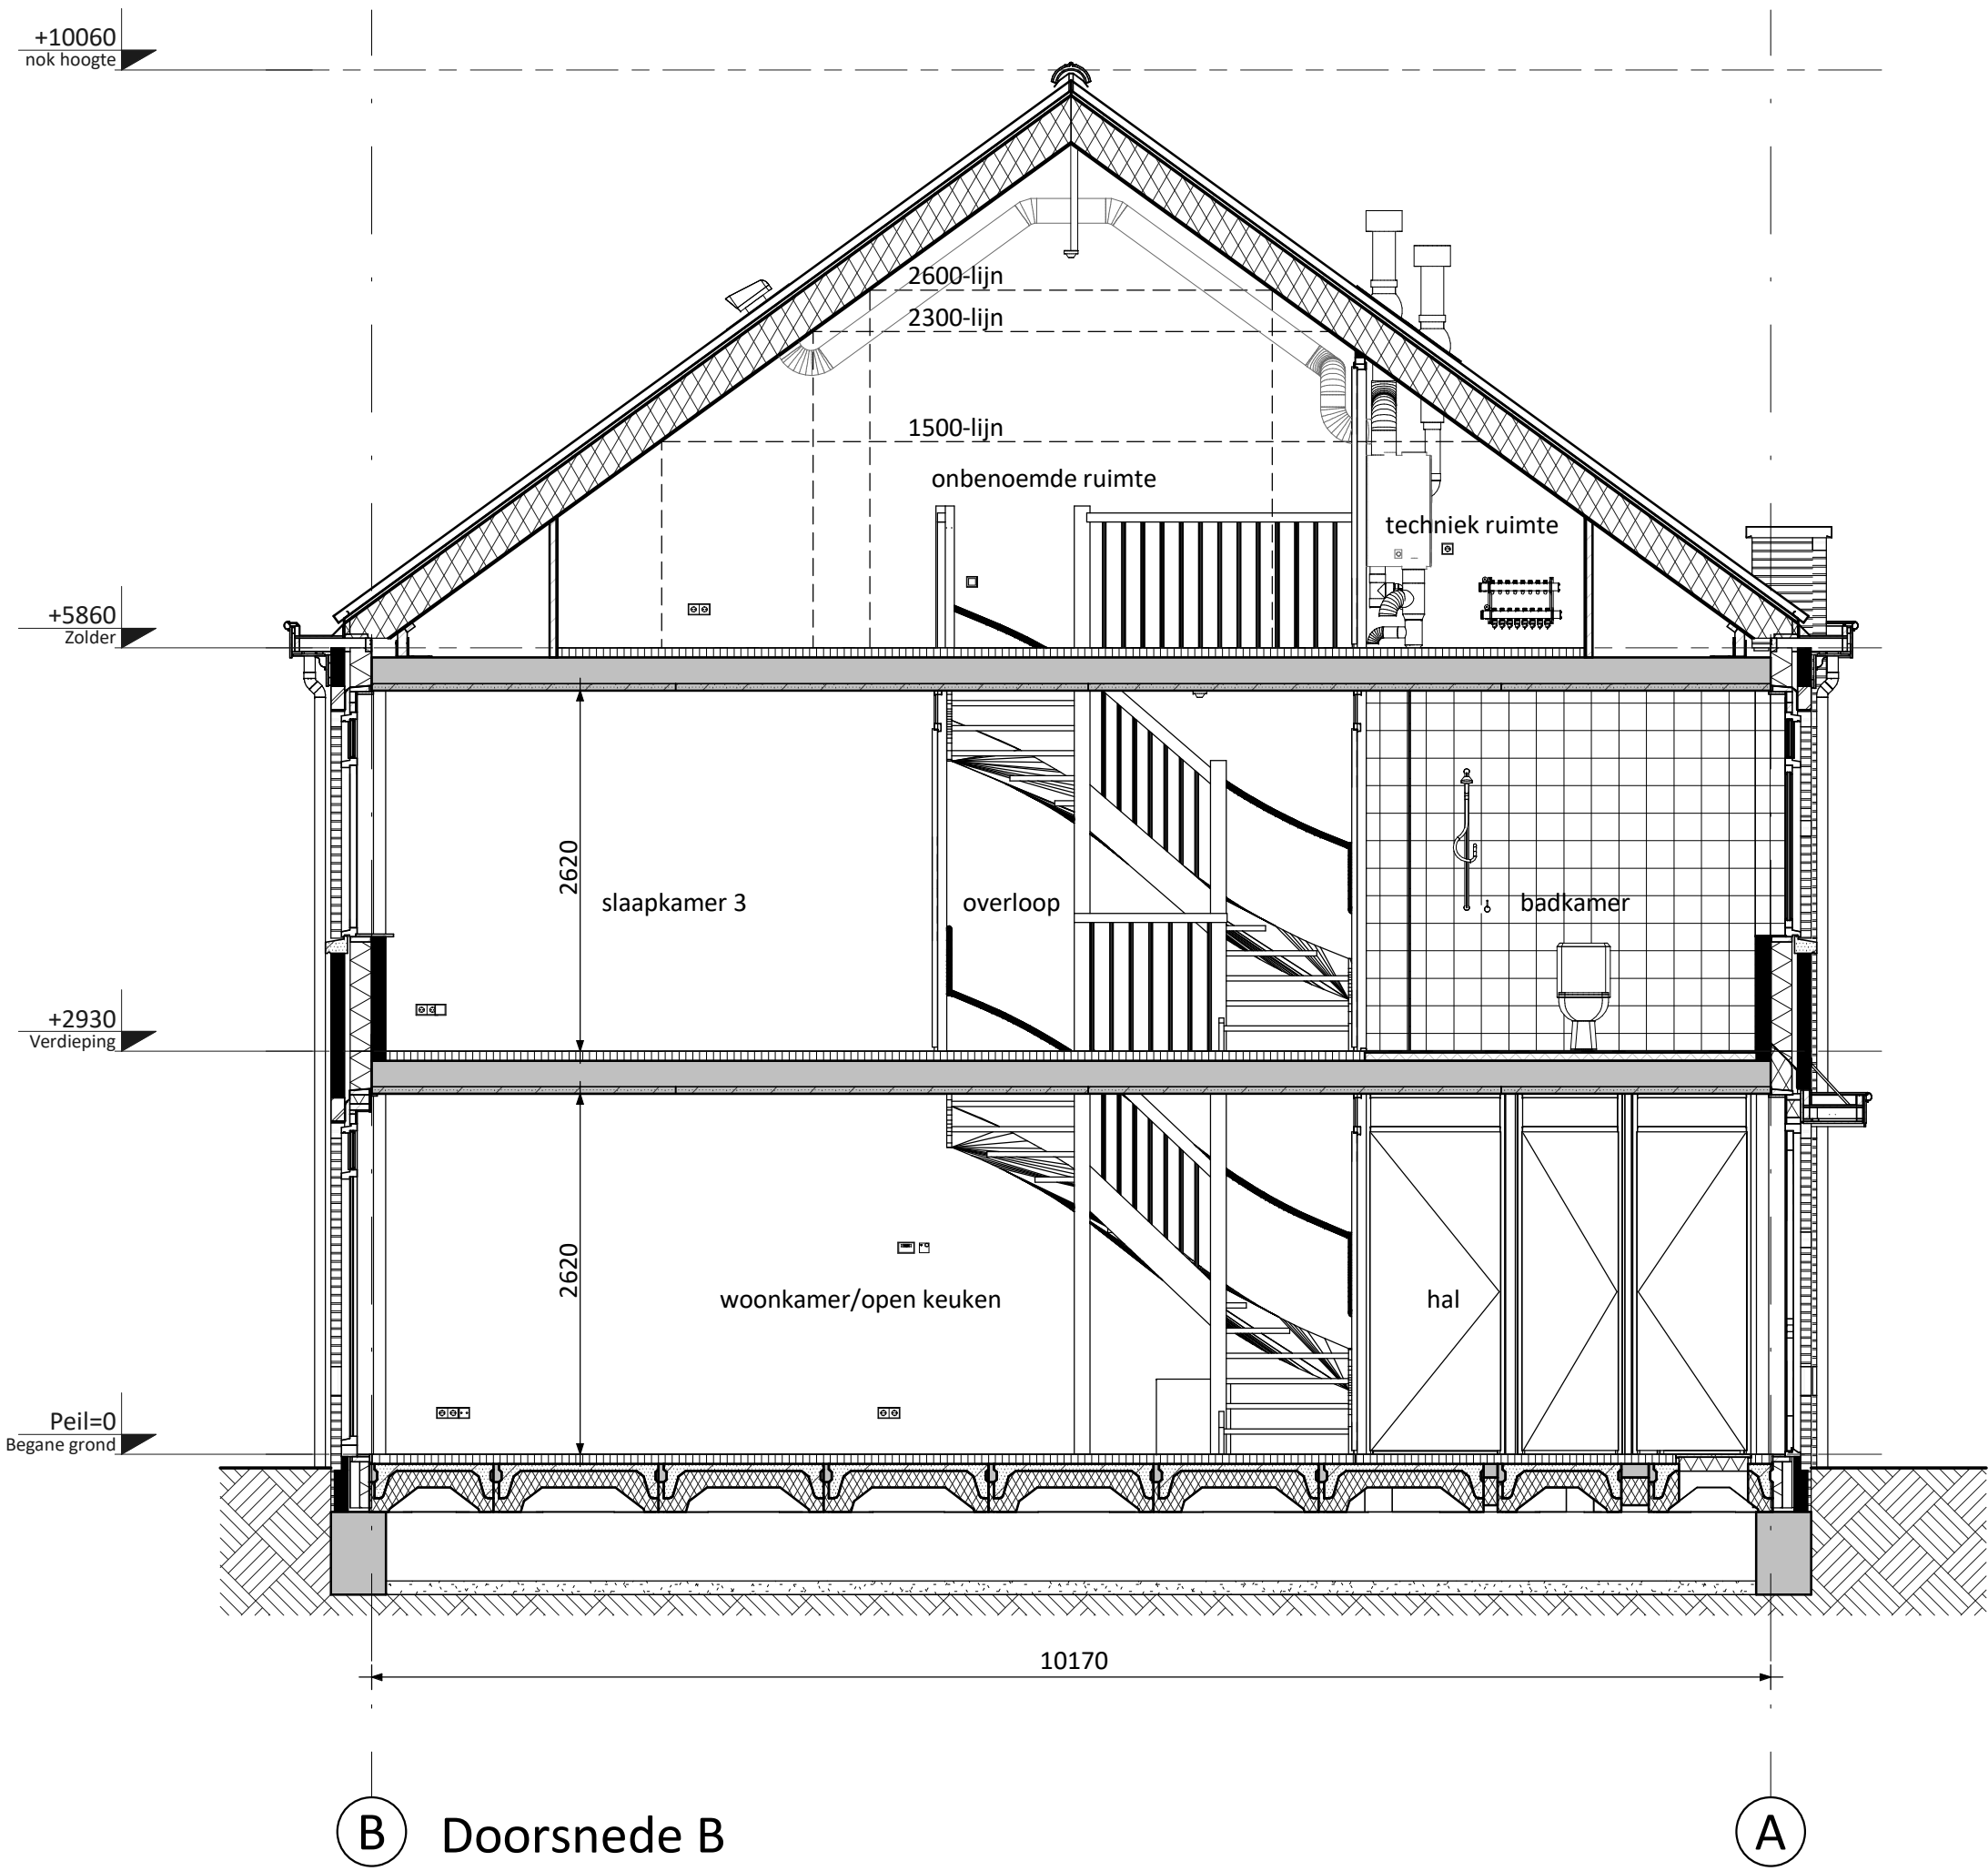 +10060
nok hoogte
2600-lijn
2300-lijn
1500-lijn
onbenoemde ruimte
techniek ruimte
+5860
Zolder
2620
slaapkamer 3
overloop
badkamer
+2930
Verdieping
2620
woonkamer/open keuken
hal
Peil=0
Begane grond
10170
B
Doorsnede B
A